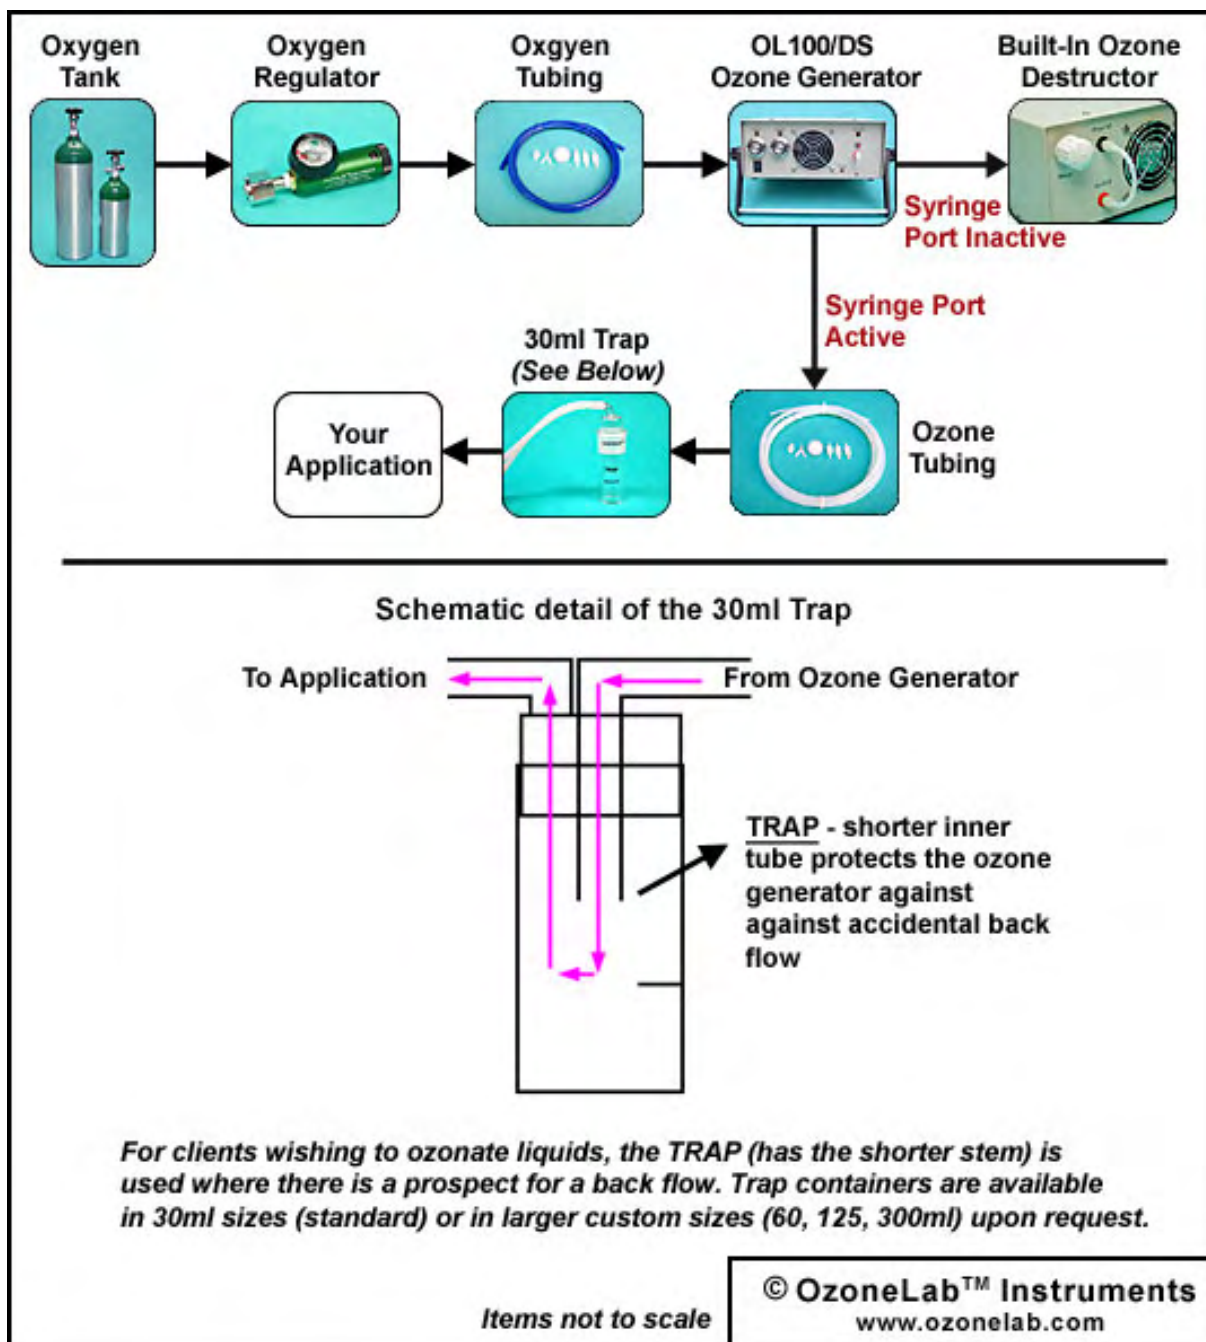 Oxygen
Tank
Oxygen
Regulator
Oxgyen
Tubing
OL100/DS
Ozone Generator
Built-In Ozone
Destructor
Syringe
Port Inactive
Syringe Port
Active
30ml Trap
(See Below)
Your
Application
Ozone
Tubing
Schematic detail of the 30ml Trap
To Application
From Ozone Generator
TRAP - shorter inner
tube protects the ozone
generator against
against accidental back
flow
For clients wishing to ozonate liquids, the TRAP (has the shorter stem) is
used where there is a prospect for a back flow. Trap containers are available
in 30ml sizes (standard) or in larger custom sizes (60, 125, 300ml) upon request.
Items not to scale
© OzoneLab™ Instruments
www.ozonelab.com